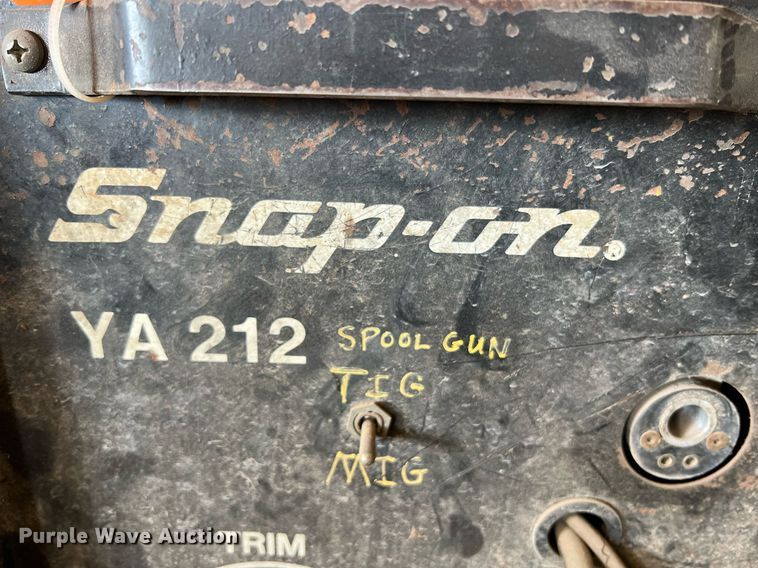 Snap-on
YA 212 SPOOL GUN
TIG
MIG
TRIM
Purple Wave Auction